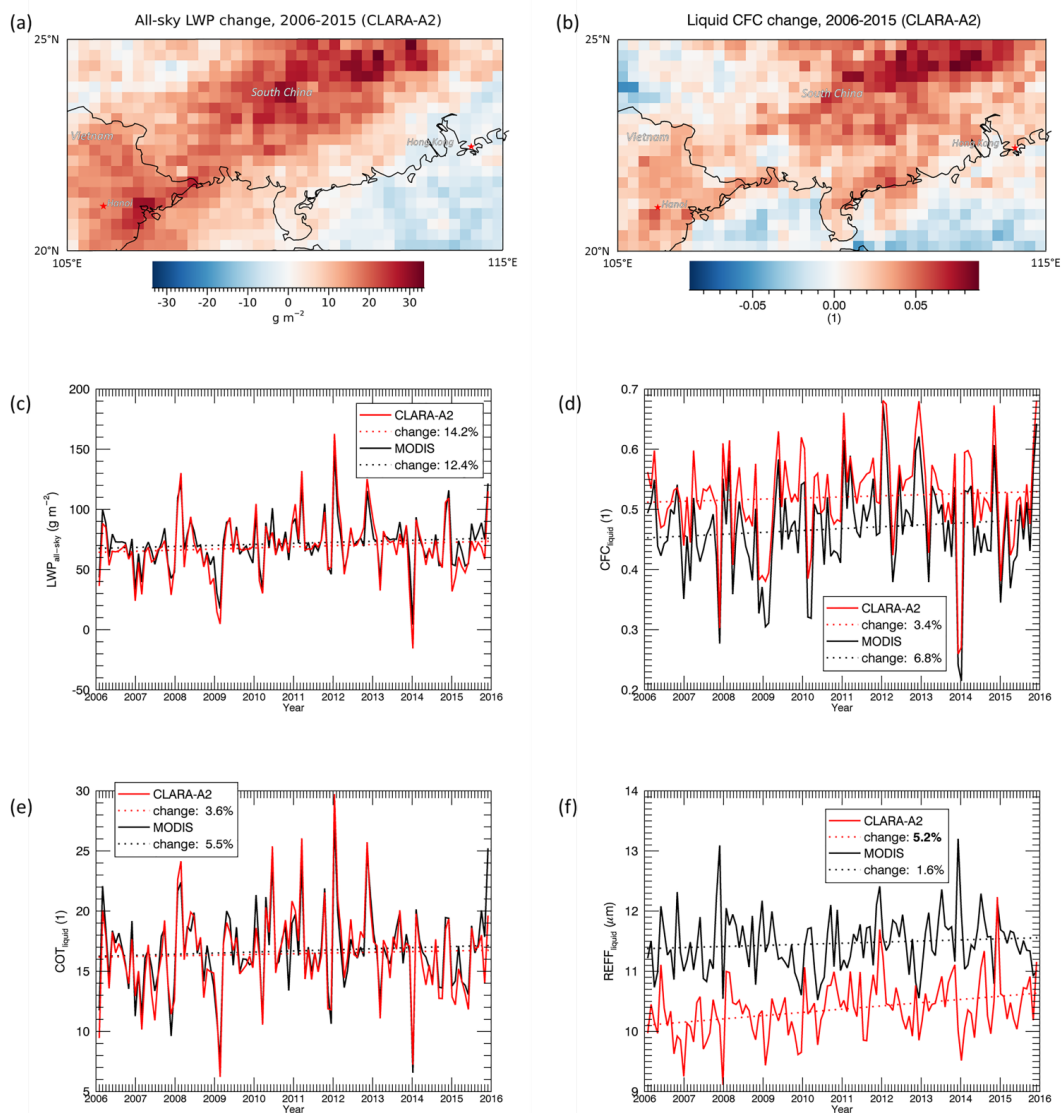 (a)
All-sky LWP change, 2006-2015 (CLARA-A2)
25°N
South China
Vietnam
Hong Kong
Hanoi
20°N
105°E
115°E
-30 -20 -10 0 10 20 30
g m⁻²
(b)
Liquid CFC change, 2006-2015 (CLARA-A2)
25°N
South China
Vietnam
Hong Kong
Hanoi
20°N
105°E
115°E
-0.05 0.00 0.05
(1)
(c)
200
150
100
50
0
-50
LWPall-sky (g m⁻²)
CLARA-A2
change: 14.2%
MODIS
change: 12.4%
2006 2007 2008 2009 2010 2011 2012 2013 2014 2015 2016
Year
(d)
0.7
0.6
0.5
0.4
0.3
0.2
CFCliquid (1)
CLARA-A2
change: 3.4%
MODIS
change: 6.8%
2006 2007 2008 2009 2010 2011 2012 2013 2014 2015 2016
Year
(e)
30
25
20
15
10
5
COTliquid (1)
CLARA-A2
change: 3.6%
MODIS
change: 5.5%
2006 2007 2008 2009 2010 2011 2012 2013 2014 2015 2016
Year
(f)
14
13
12
11
10
9
REFFliquid (μm)
CLARA-A2
change: 5.2%
MODIS
change: 1.6%
2006 2007 2008 2009 2010 2011 2012 2013 2014 2015 2016
Year